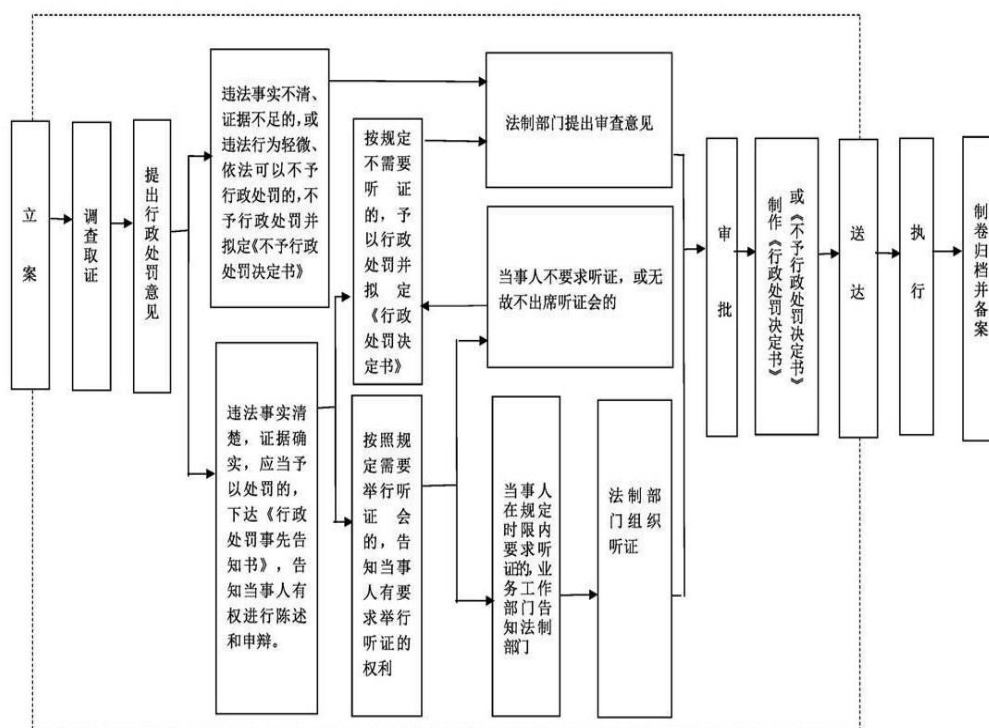 立案
调查取证
提出行政处罚意见
违法事实不清、
证据不足的，或
违法行为轻微、
依法可以不予
行政处罚的，不
予行政处罚并
拟定《不予行政
处罚决定书》
违法事实清
楚，证据确
实，应当予
以处罚的，
下达《行政
处罚事先告
知书》，告
知当事人有
权进行陈述
和申辩。
按规定
不需要
听证
的，予
以行政
处罚并
拟定
《行政
处罚决
定书》
按照规
定需要
举行听
证会
的，告
知当事
人有要
求举行
听证的
权利
法制部门提出审查意见
当事人不要求听证，或无
故不出席听证会的
当事人
在规定
时限内
要求听
证的，业
务工作
部门告
知法制
部门
法制部
门组织
听证
审批
制作《行政处罚决定书》
或《不予行政处罚决定书》
送达
执行
制卷归档并备案